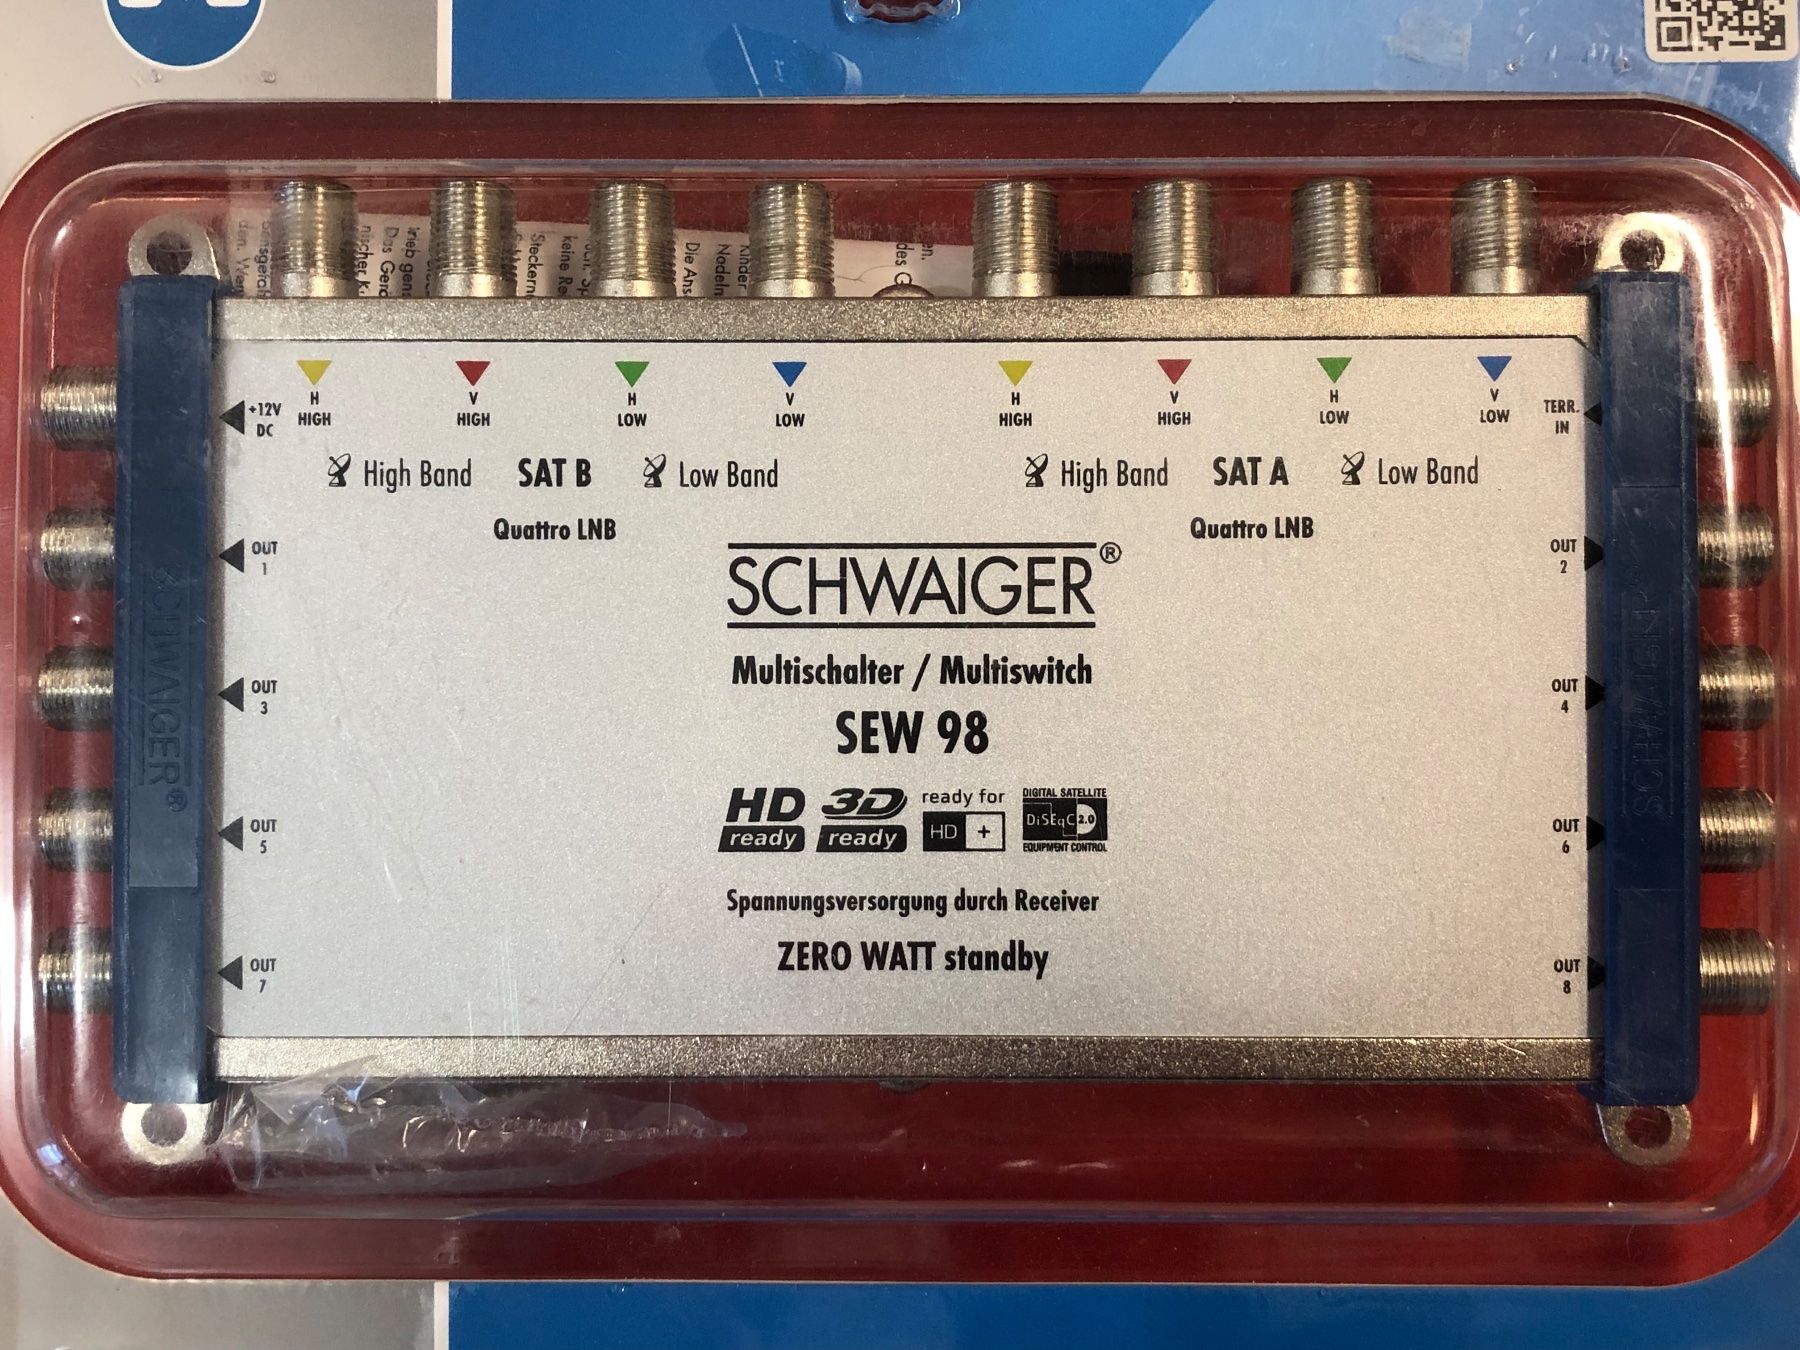 H HIGH V HIGH H LOW V LOW H HIGH V HIGH H LOW V LOW
+12V DC
TERR. IN
High Band SAT B Low Band High Band SAT A Low Band
Quattro LNB Quattro LNB
OUT 1
OUT 2
SCHWAIGER®
Multischalter / Multiswitch
OUT 3
OUT 4
SEW 98
HD ready 3D ready ready for HD + DIGITAL SATELLITE DiSEqC 2.0 EQUIPMENT CONTROL
OUT 5
OUT 6
Spannungsversorgung durch Receiver
ZERO WATT standby
OUT 7
OUT 8
SCHWAIGER®
SCHWAIGER